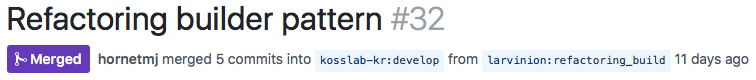 Refactoring builder pattern #32
Merged hornetmj merged 5 commits into kosslab-kr:develop from larvinion:refactoring_build 11 days ago